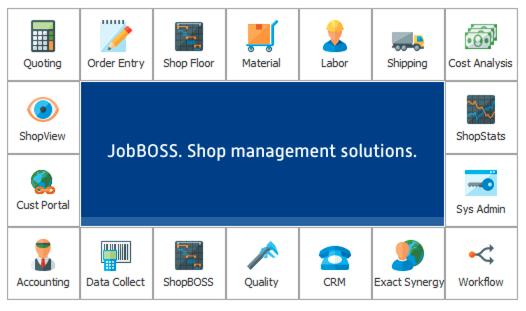 Quoting
Order Entry
Shop Floor
Material
Labor
Shipping
Cost Analysis
ShopView
JobBOSS. Shop management solutions.
ShopStats
Cust Portal
Sys Admin
Accounting
Data Collect
ShopBOSS
Quality
CRM
Exact Synergy
Workflow